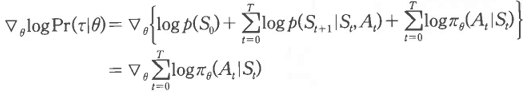 ∇_θ log Pr(τ|θ) = ∇_θ { log p(S_0) + ∑_{t=0}^{T} log p(S_{t+1}|S_t, A_t) + ∑_{t=0}^{T} log π_θ(A_t|S_t) }
= ∇_θ ∑_{t=0}^{T} log π_θ(A_t|S_t)